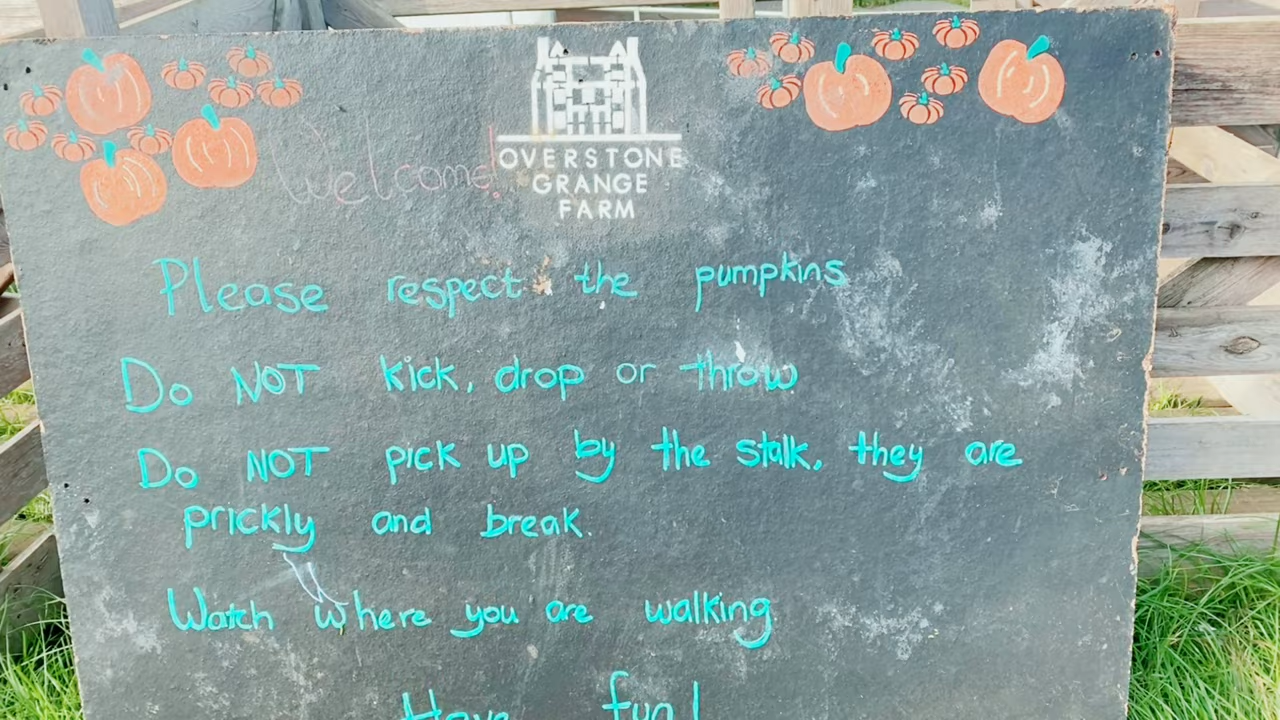 Welcome!
OVERSTONE
GRANGE
FARM
Please respect the pumpkins
Do NOT kick, drop or throw
Do NOT pick up by the stalk, they are
prickly and break.
Watch where you are walking
Have fun!